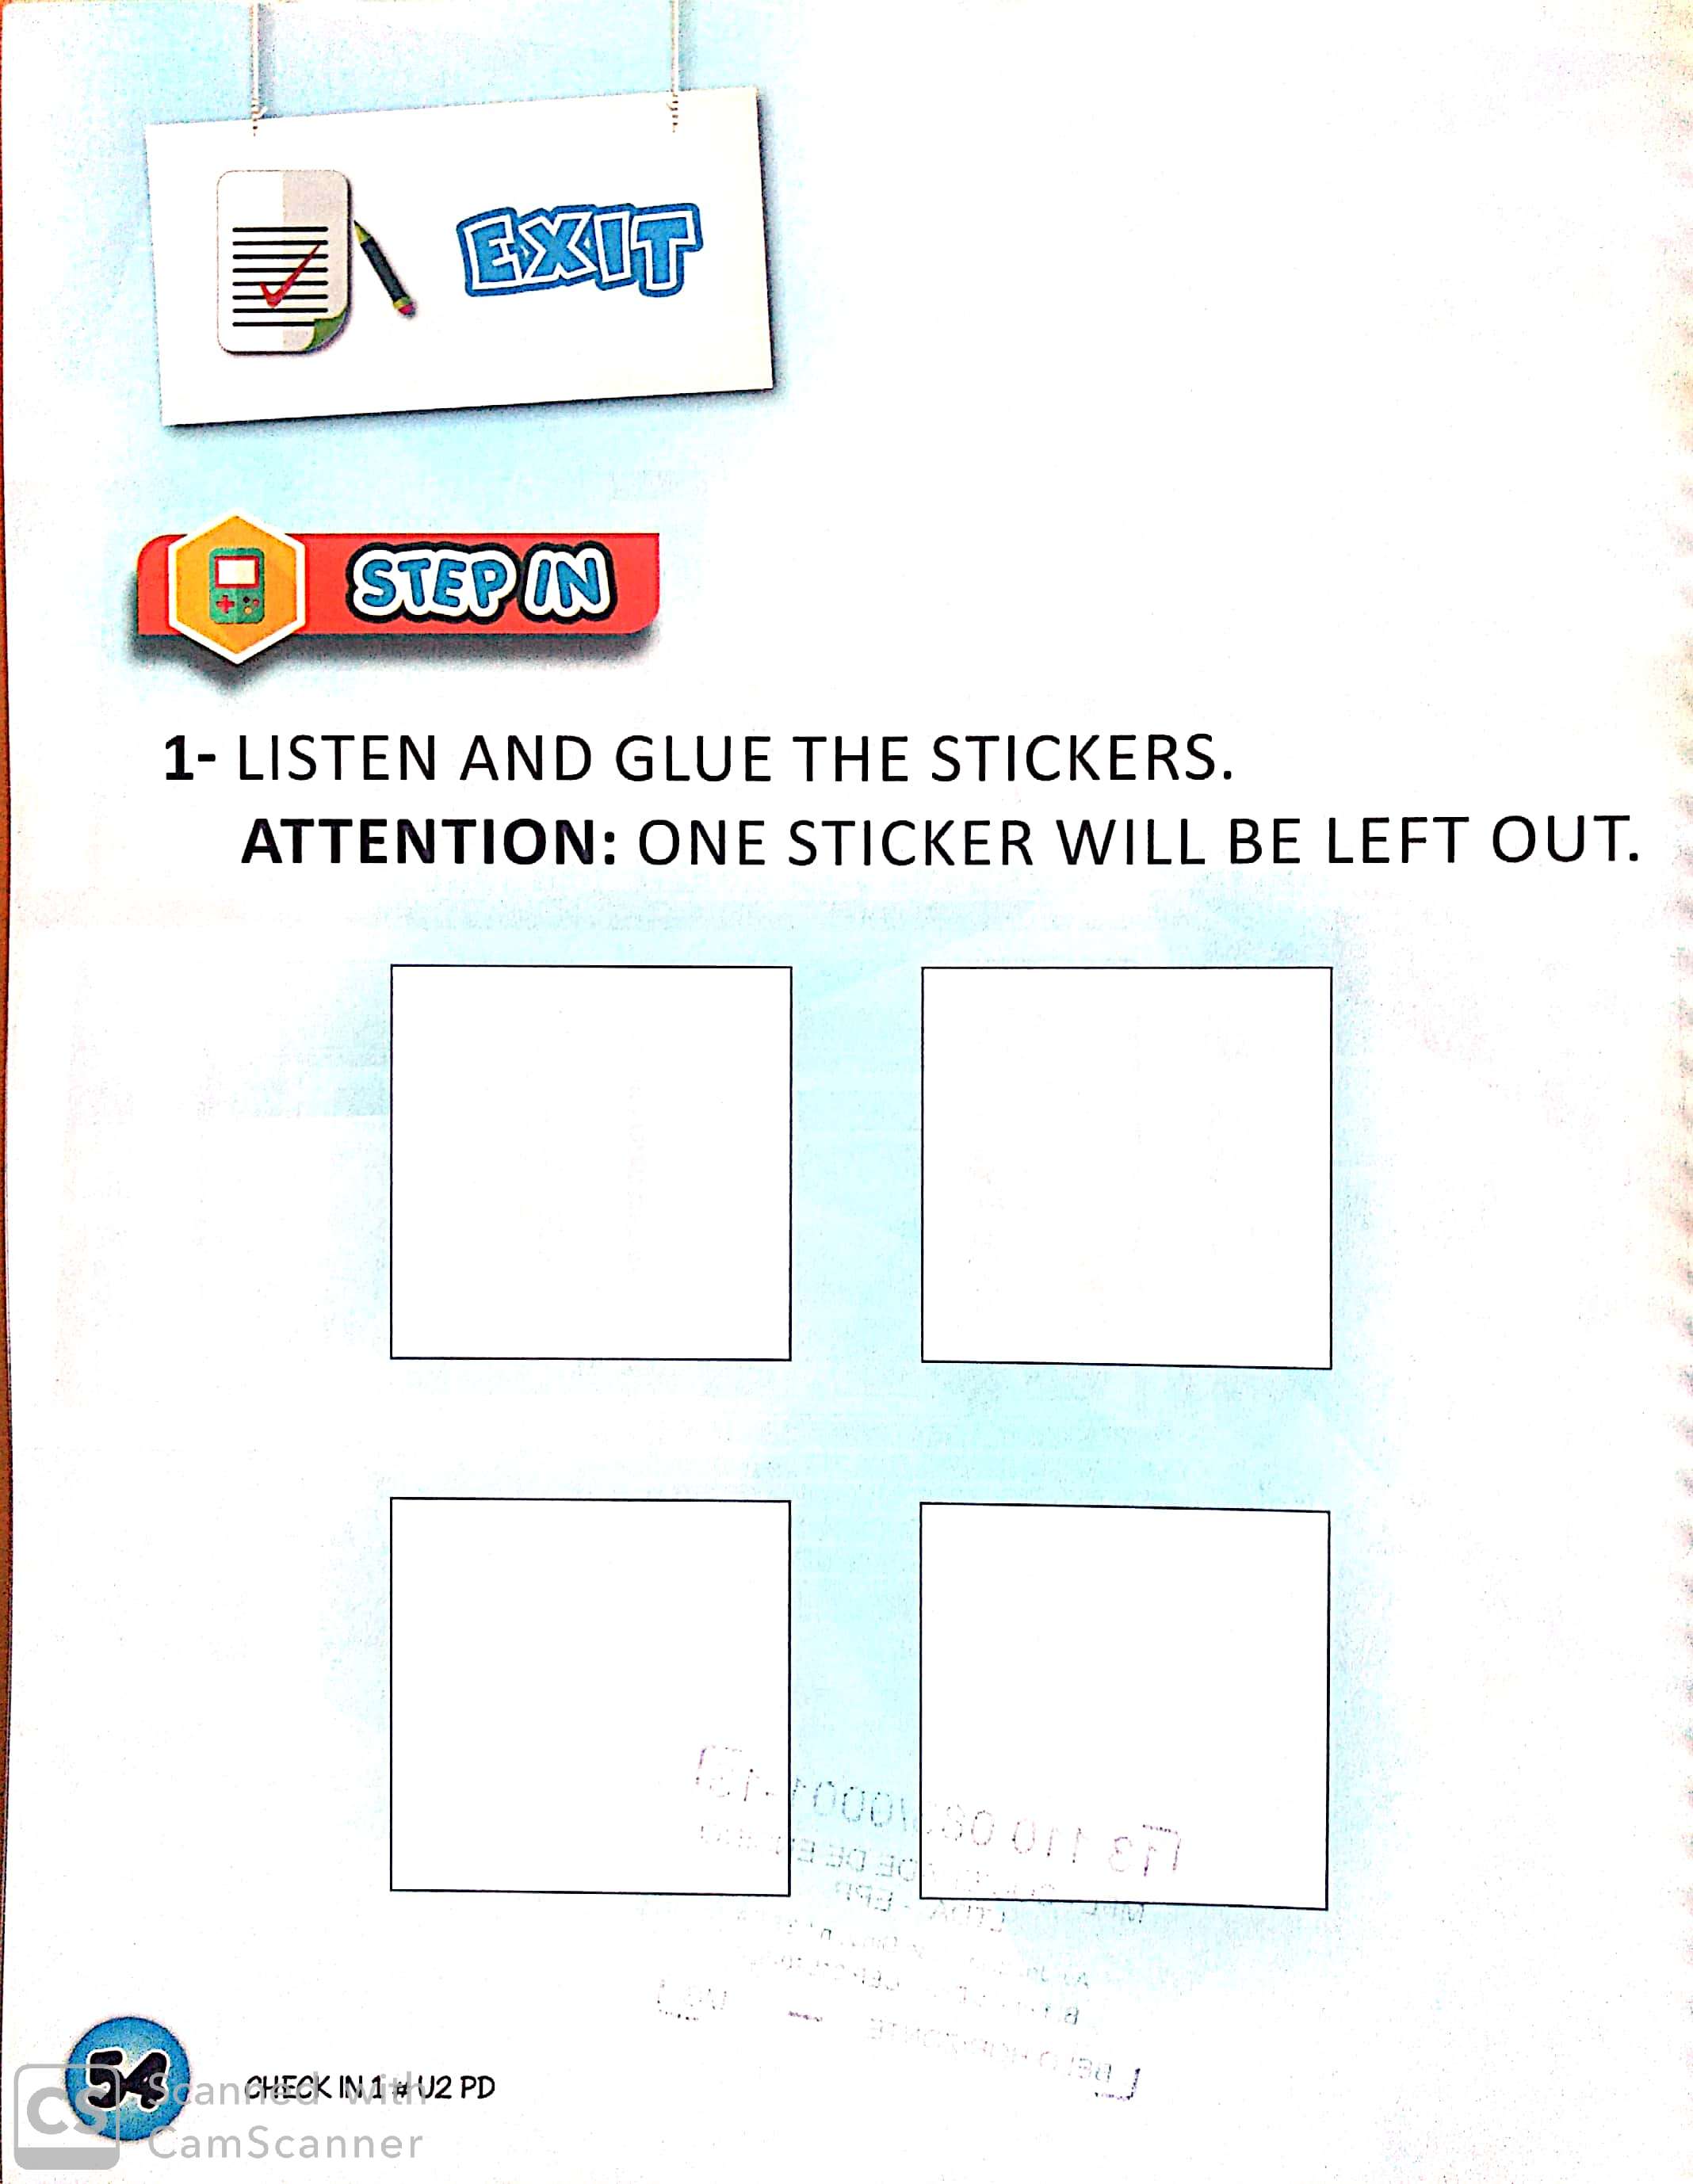 EXIT
STEP IN
1- LISTEN AND GLUE THE STICKERS.
ATTENTION: ONE STICKER WILL BE LEFT OUT.
54
CHECK IN 1 # U2 PD
CS
Scanned with
CamScanner